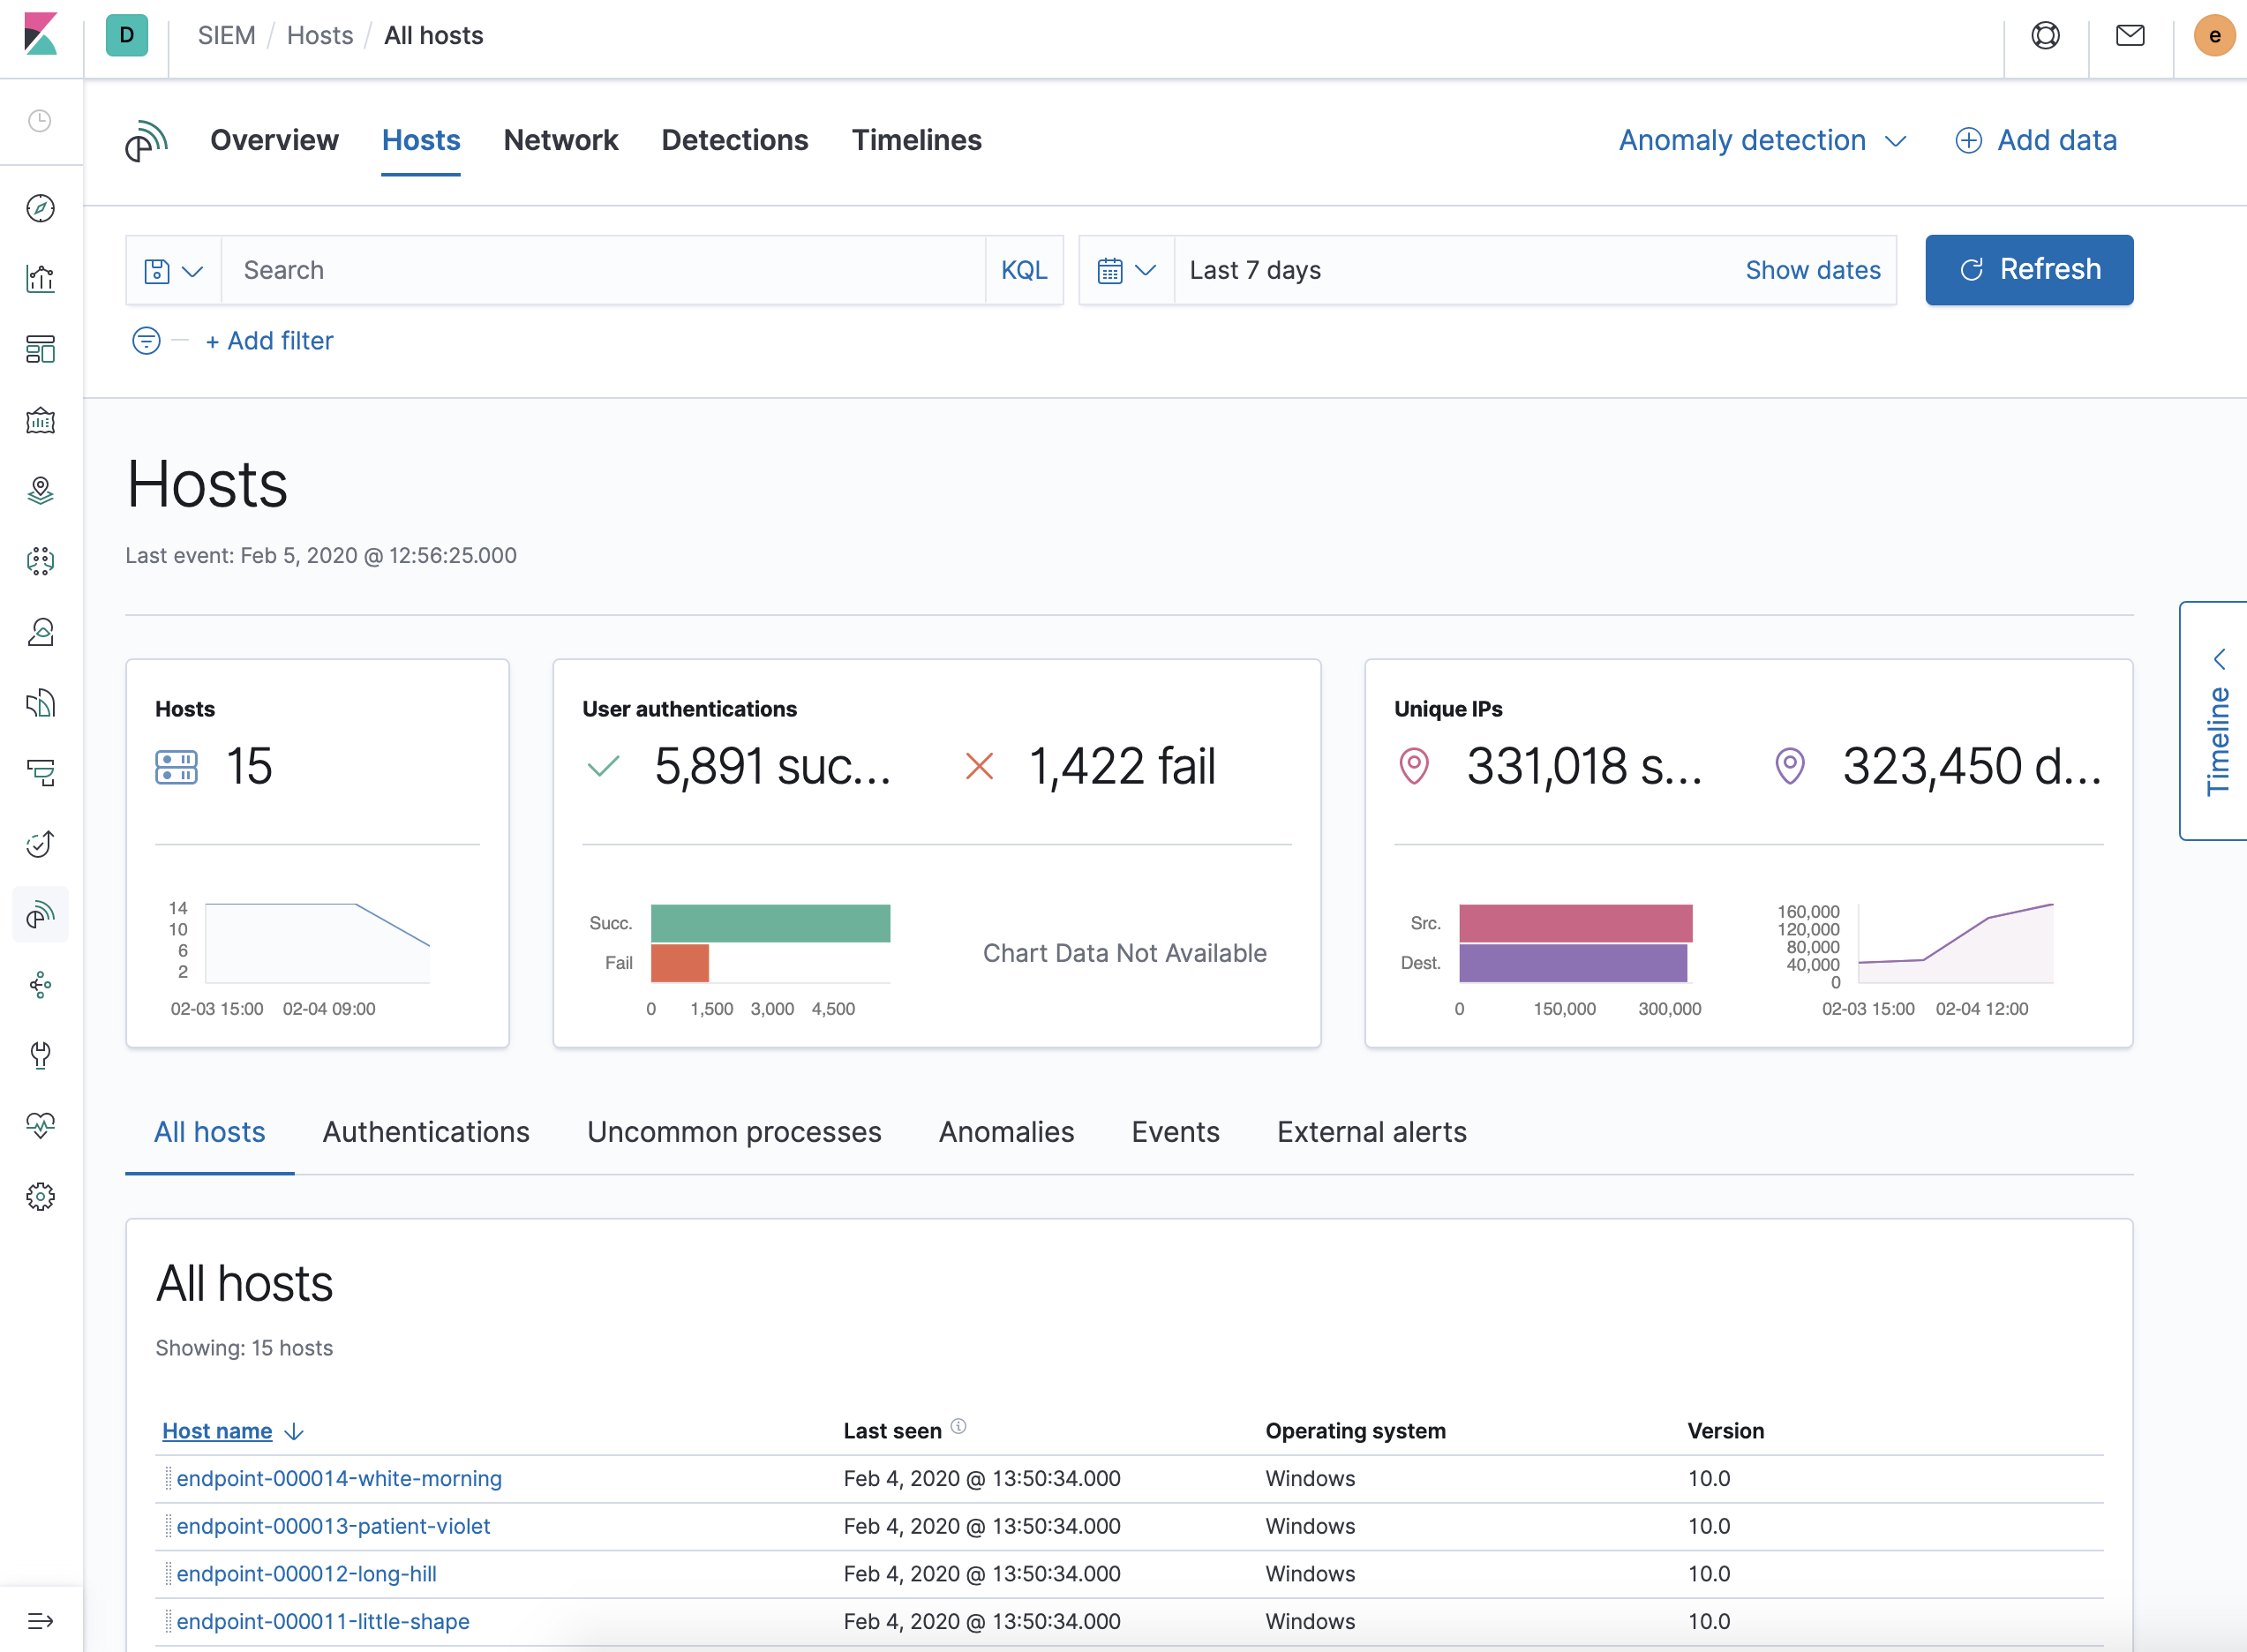 D SIEM / Hosts / All hosts e
Overview Hosts Network Detections Timelines Anomaly detection Add data
Search KQL Last 7 days Show dates Refresh
+ Add filter
Hosts
Last event: Feb 5, 2020 @ 12:56:25.000
Timeline
Hosts
15
14
10
6
2
02-03 15:00 02-04 09:00
User authentications
5,891 suc... 1,422 fail
Succ.
Fail
0 1,500 3,000 4,500
Chart Data Not Available
Unique IPs
331,018 s... 323,450 d...
Src.
Dest.
0 150,000 300,000
160,000
120,000
80,000
40,000
0
02-03 15:00 02-04 12:00
All hosts Authentications Uncommon processes Anomalies Events External alerts
All hosts
Showing: 15 hosts
Host name Last seen Operating system Version
endpoint-000014-white-morning Feb 4, 2020 @ 13:50:34.000 Windows 10.0
endpoint-000013-patient-violet Feb 4, 2020 @ 13:50:34.000 Windows 10.0
endpoint-000012-long-hill Feb 4, 2020 @ 13:50:34.000 Windows 10.0
endpoint-000011-little-shape Feb 4, 2020 @ 13:50:34.000 Windows 10.0